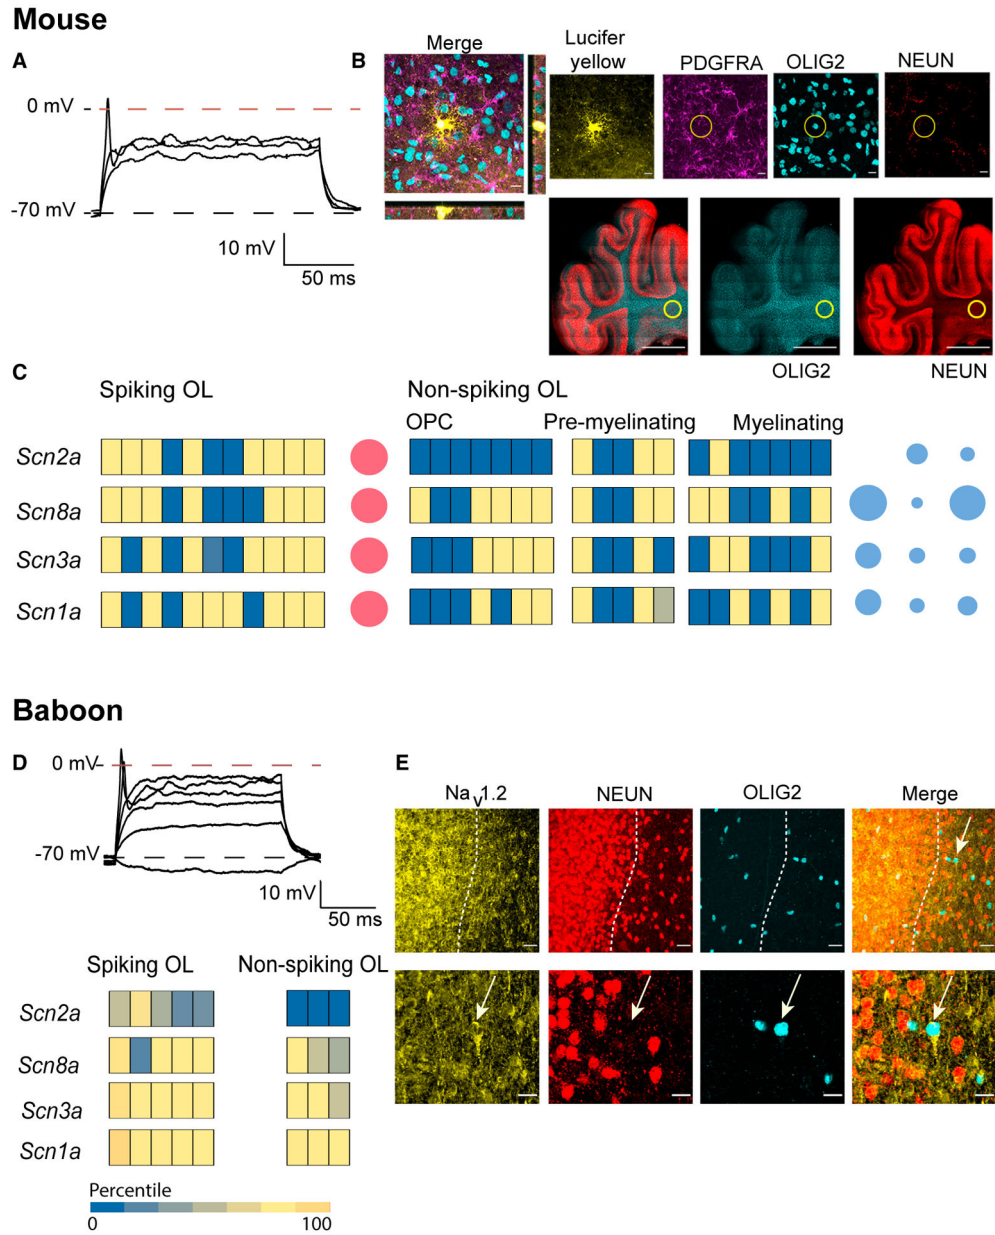 Mouse
A
0 mV
-70 mV
10 mV
50 ms
B
Merge
Lucifer
yellow
PDGFRA
OLIG2
NEUN
OLIG2
NEUN
C
Spiking OL
Non-spiking OL
OPC
Pre-myelinating
Myelinating
Scn2a
Scn8a
Scn3a
Scn1a
Baboon
D
0 mV
-70 mV
10 mV
50 ms
Spiking OL
Non-spiking OL
Scn2a
Scn8a
Scn3a
Scn1a
Percentile
0 100
E
Nav1.2
NEUN
OLIG2
Merge